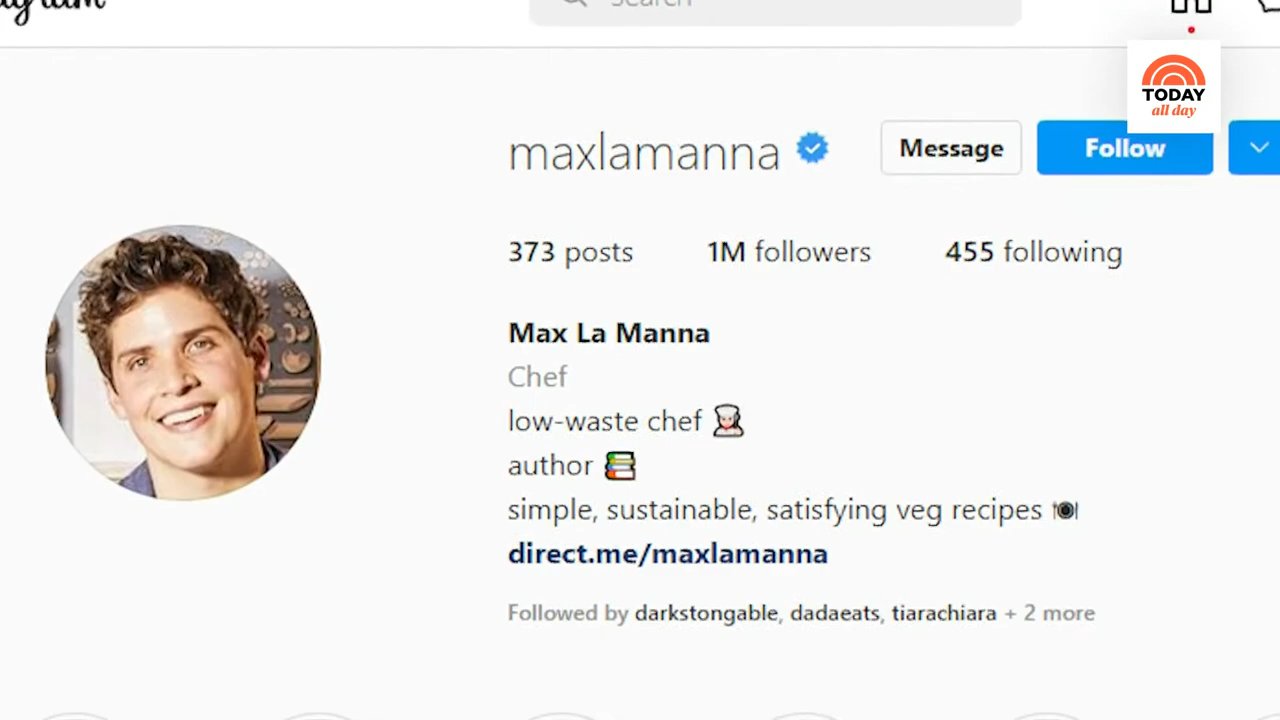 Search
TODAY
all day
maxlamanna
Message
Follow
373 posts 1M followers 455 following
Max La Manna
Chef
low-waste chef
author
simple, sustainable, satisfying veg recipes
direct.me/maxlamanna
Followed by darkstongable, dadaeats, tiarachiara + 2 more